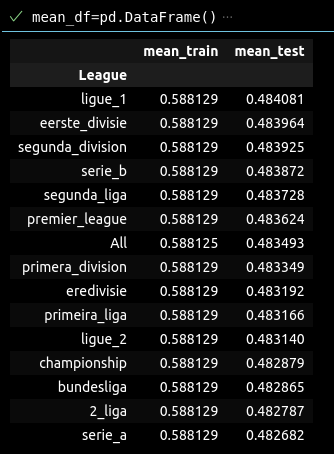 mean_df=pd.DataFrame() ...
mean_train mean_test
League
ligue_1 0.588129 0.484081
eerste_divisie 0.588129 0.483964
segunda_division 0.588129 0.483925
serie_b 0.588129 0.483872
segunda_liga 0.588129 0.483728
premier_league 0.588129 0.483624
All 0.588125 0.483493
primera_division 0.588129 0.483349
eredivisie 0.588129 0.483192
primeira_liga 0.588129 0.483166
ligue_2 0.588129 0.483140
championship 0.588129 0.482879
bundesliga 0.588129 0.482865
2_liga 0.588129 0.482787
serie_a 0.588129 0.482682